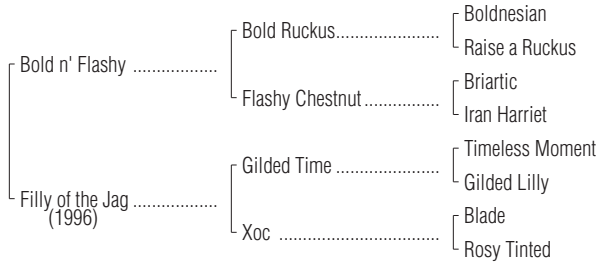 Boldnesian
Bold Ruckus..................
Raise a Ruckus
Bold n' Flashy ..................
Briartic
Flashy Chestnut...............
Iran Harriet
Timeless Moment
Gilded Time ...................
Gilded Lilly
Filly of the Jag ..................
(1996)
Blade
Xoc ............................
Rosy Tinted